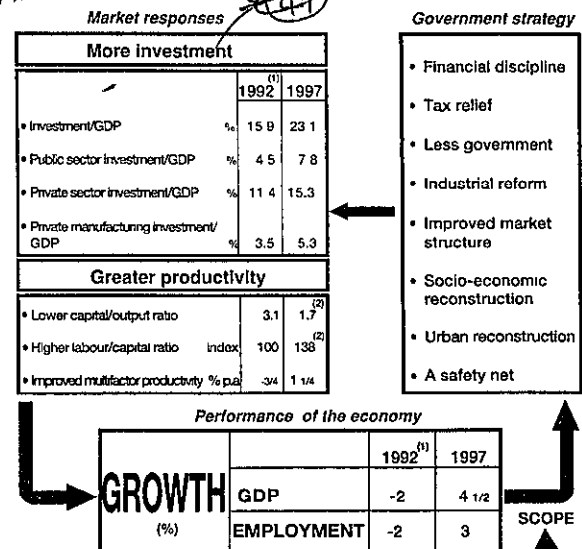 Market responses
More investment
(1)
1992 1997
• Investment/GDP % 15 9 23 1
• Public sector investment/GDP % 4 5 7 8
• Private sector investment/GDP % 11 4 15.3
• Private manufacturing investment/
GDP % 3.5 5.3
Greater productivity
• Lower capital/output ratio 3.1 1.7 (2)
• Higher labour/capital ratio index 100 138 (2)
• Improved multifactor productivity % p.a -3/4 1 1/4
Government strategy
• Financial discipline
• Tax relief
• Less government
• Industrial reform
• Improved market
structure
• Socio-economic
reconstruction
• Urban reconstruction
• A safety net
Performance of the economy
1992 (1) 1997
GROWTH
(%)
GDP -2 4 1/2
EMPLOYMENT -2 3
SCOPE